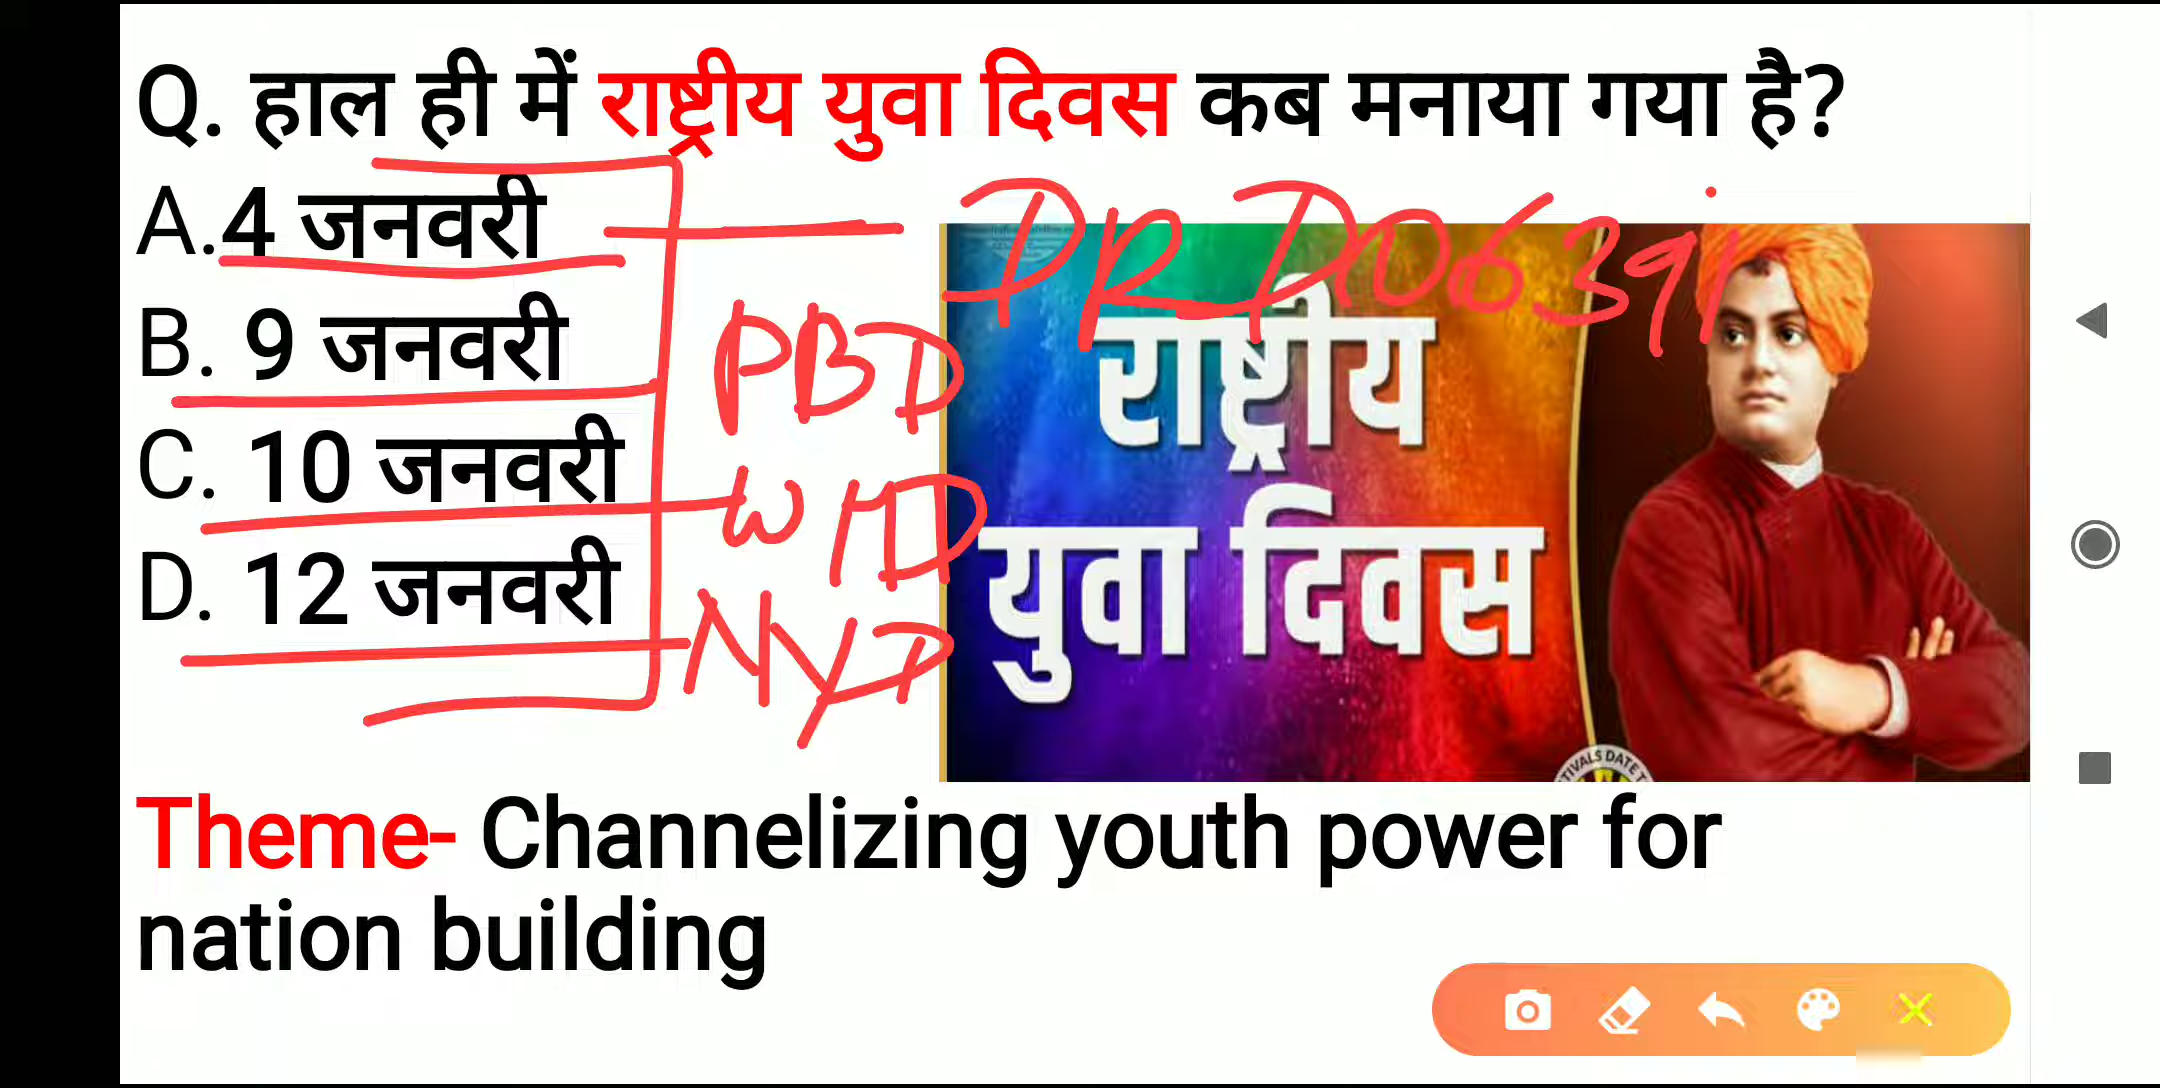 Q. हाल ही में राष्ट्रीय युवा दिवस कब मनाया गया है?
A.4 जनवरी
DRDO6391
B. 9 जनवरी
PBD
C. 10 जनवरी
WHD
D. 12 जनवरी
NYD
राष्ट्रीय
युवा दिवस
Theme- Channelizing youth power for
nation building